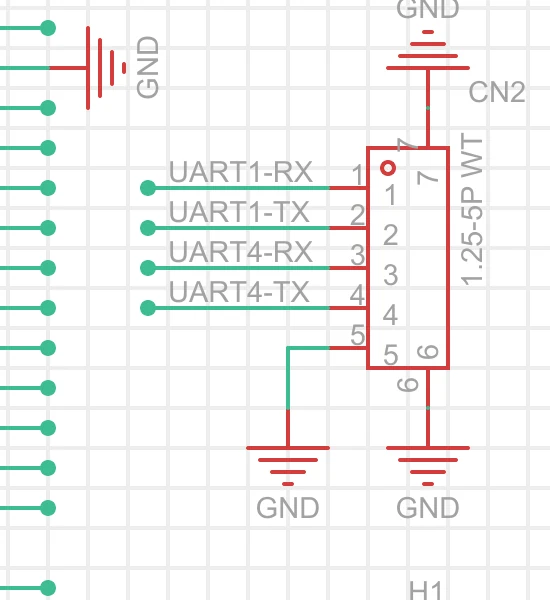 GND
GND
CN2
7
7
1.25-5P WT
UART1-RX 1
1
UART1-TX 2
2
UART4-RX 3
3
UART4-TX 4
4
5
5
6
6
GND
GND
H1